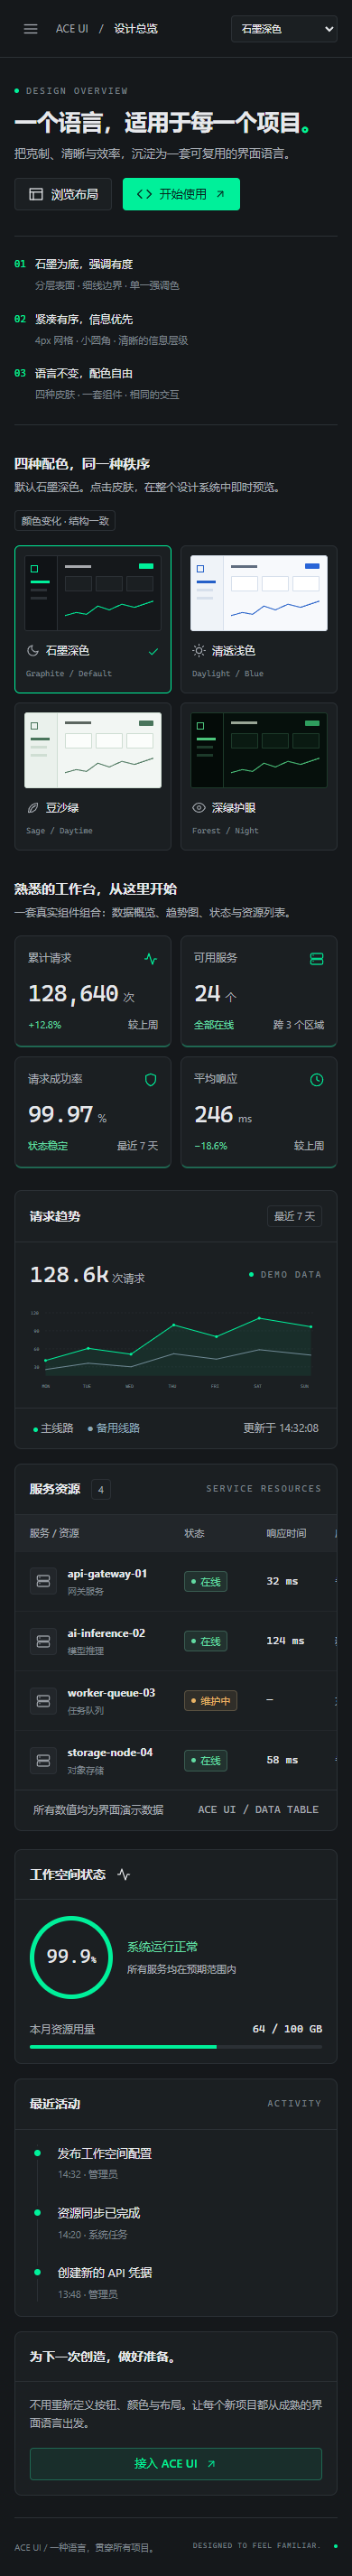 ACE UI / 设计总览 石墨深色
DESIGN OVERVIEW
一个语言，适用于每一个项目。
把克制、清晰与效率，沉淀为一套可复用的界面语言。
浏览布局 开始使用
01 石墨为底，强调有度
分层表面 · 细线边界 · 单一强调色
02 紧凑有序，信息优先
4px 网格 · 小圆角 · 清晰的信息层级
03 语言不变，配色自由
四种皮肤 · 一套组件 · 相同的交互
四种配色，同一种秩序
默认石墨深色。点击皮肤，在整个设计系统中即时预览。
颜色变化 · 结构一致
石墨深色
Graphite / Default
清透浅色
Daylight / Blue
豆沙绿
Sage / Daytime
深绿护眼
Forest / Night
熟悉的工作台，从这里开始
一套真实组件组合：数据概览、趋势图、状态与资源列表。
累计请求
128,640 次
+12.8% 较上周
可用服务
24 个
全部在线 跨 3 个区域
请求成功率
99.97 %
状态稳定 最近 7 天
平均响应
246 ms
−18.6% 较上周
请求趋势 最近 7 天
128.6k 次请求 DEMO DATA
MON TUE WED THU FRI SAT SUN
主线路 备用线路 更新于 14:32:08
服务资源 4 SERVICE RESOURCES
服务 / 资源 状态 响应时间
api-gateway-01 在线 32 ms
网关服务
ai-inference-02 在线 124 ms
模型推理
worker-queue-03 维护中 —
任务队列
storage-node-04 在线 58 ms
对象存储
所有数值均为界面演示数据 ACE UI / DATA TABLE
工作空间状态
99.9%
系统运行正常
所有服务均在预期范围内
本月资源用量 64 / 100 GB
最近活动 ACTIVITY
发布工作空间配置
14:32 · 管理员
资源同步已完成
14:20 · 系统任务
创建新的 API 凭据
13:48 · 管理员
为下一次创造，做好准备。
不用重新定义按钮、颜色与布局。让每个新项目都从成熟的界
面语言出发。
接入 ACE UI
ACE UI / 一种语言，贯穿所有项目。 DESIGNED TO FEEL FAMILIAR.